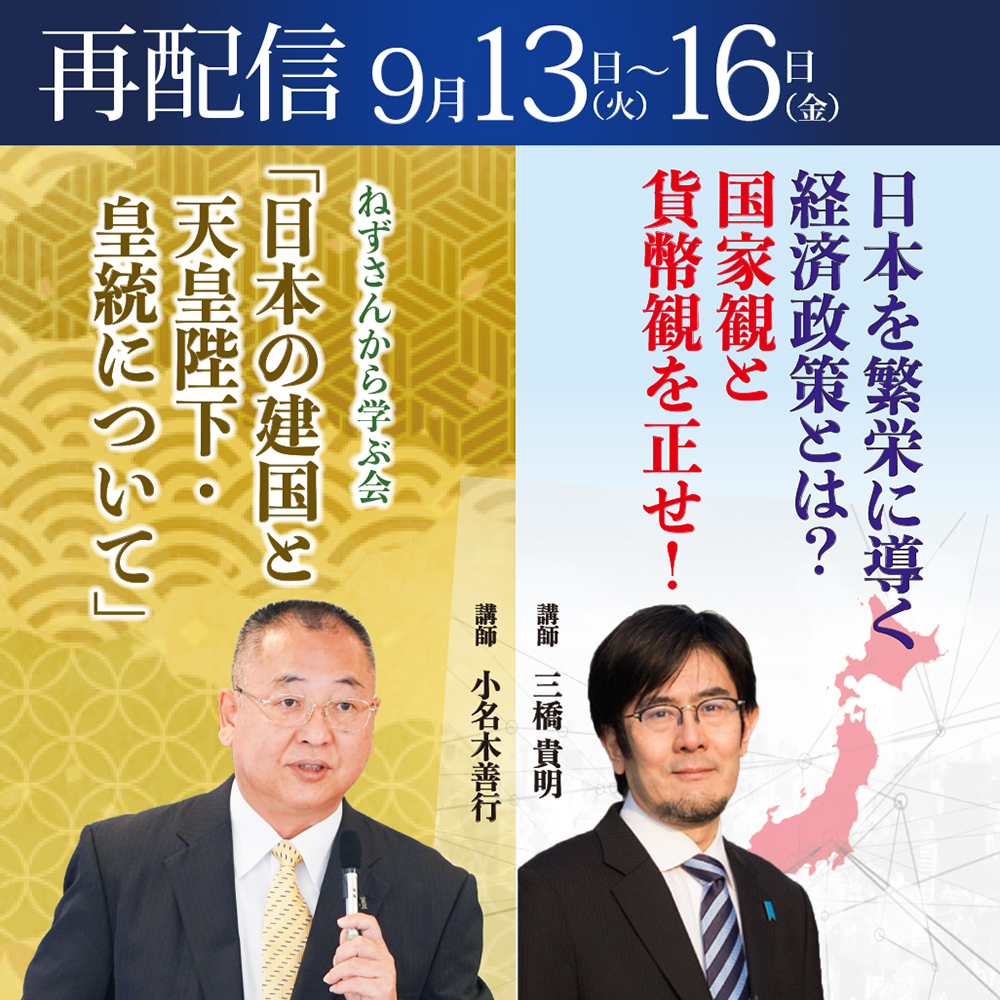 再配信 9月13日(火)～16日(金)
日本を繁栄に導く
経済政策とは？
国家観と
貨幣観を正せ！
講師 三橋貴明
ねずさんから学ぶ会
「日本の建国と
天皇陛下・
皇統について」
講師 小名木善行